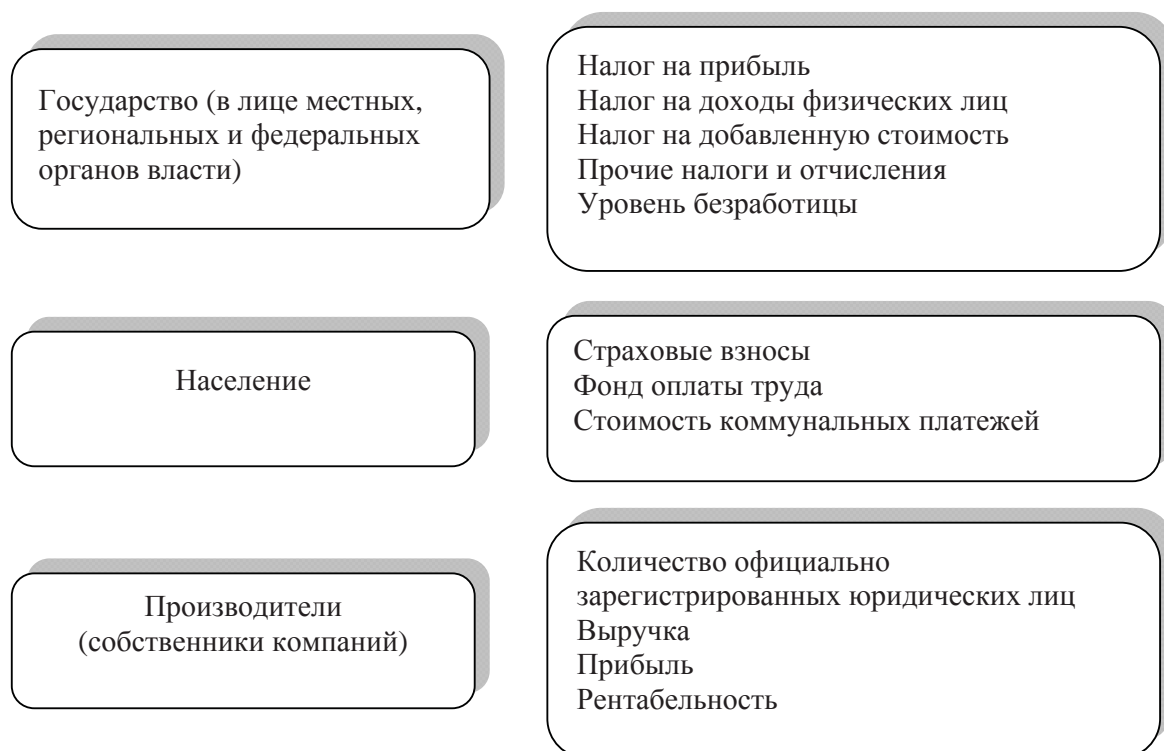 Государство (в лице местных,
региональных и федеральных
органов власти)
Налог на прибыль
Налог на доходы физических лиц
Налог на добавленную стоимость
Прочие налоги и отчисления
Уровень безработицы
Население
Страховые взносы
Фонд оплаты труда
Стоимость коммунальных платежей
Производители
(собственники компаний)
Количество официально
зарегистрированных юридических лиц
Выручка
Прибыль
Рентабельность